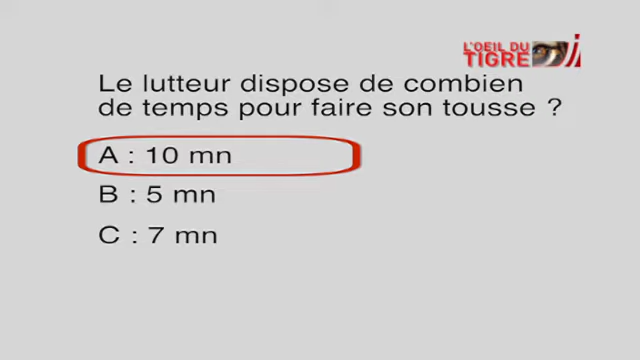 L'OEIL DU
TIGRE
Le lutteur dispose de combien
de temps pour faire son tousse ?
A : 10 mn
B : 5 mn
C : 7 mn